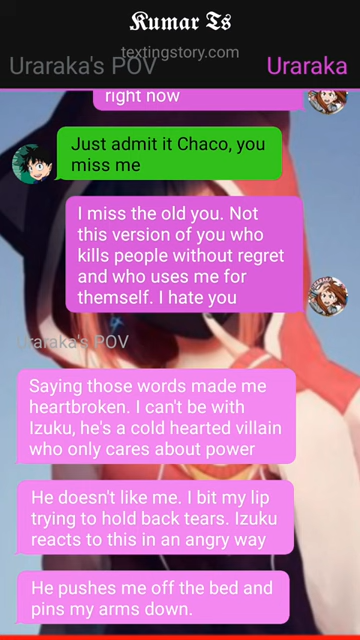 Kumar Ts
textingstory.com
Uraraka's POV
Uraraka
right now
Just admit it Chaco, you
miss me
I miss the old you. Not
this version of you who
kills people without regret
and who uses me for
themself. I hate you
Uraraka's POV
Saying those words made me
heartbroken. I can't be with
Izuku, he's a cold hearted villain
who only cares about power
He doesn't like me. I bit my lip
trying to hold back tears. Izuku
reacts to this in an angry way
He pushes me off the bed and
pins my arms down.